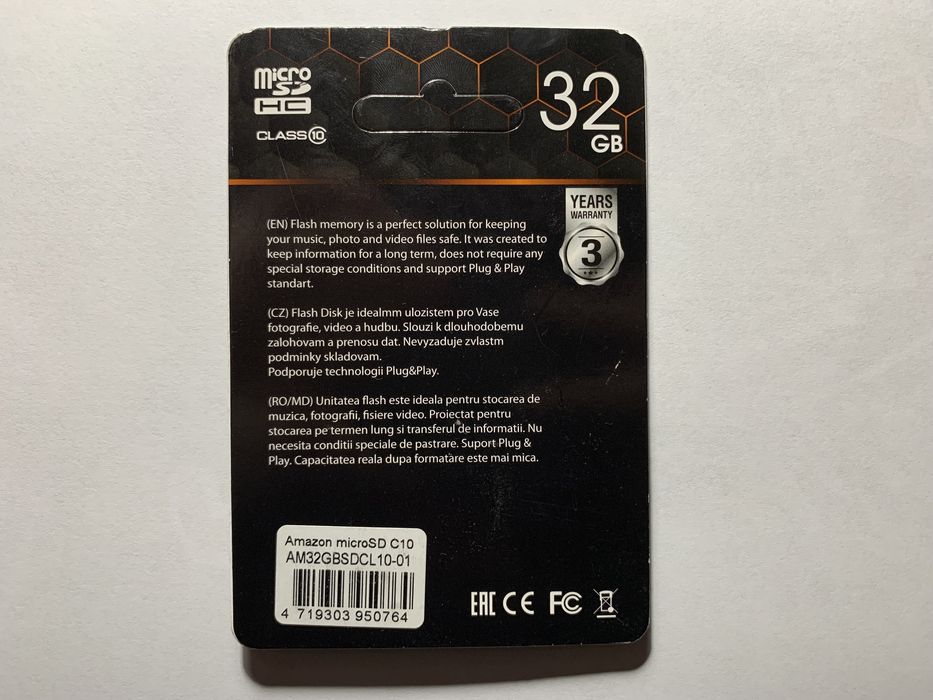 micro
SD
HC
CLASS 10
32
GB
YEARS
WARRANTY
3
(EN) Flash memory is a perfect solution for keeping
your music, photo and video files safe. It was created to
keep information for a long term, does not require any
special storage conditions and support Plug & Play
standart.
(CZ) Flash Disk je idealmm ulozistem pro Vase
fotografie, video a hudbu. Slouzi k dlouhodobemu
zalohovam a prenosu dat. Nevyzaduje zvlastm
podminky skladovam.
Podporuje technologii Plug&Play.
(RO/MD) Unitatea flash este ideala pentru stocarea de
muzica, fotografii, fisiere video. Proiectat pentru
stocarea pe termen lung si transferul de informatii. Nu
necesita conditii speciale de pastrare. Suport Plug &
Play. Capacitatea reala dupa formatare este mai mica.
Amazon microSD C10
AM32GBSDCL10-01
4 719303 950764
EAC CE FC